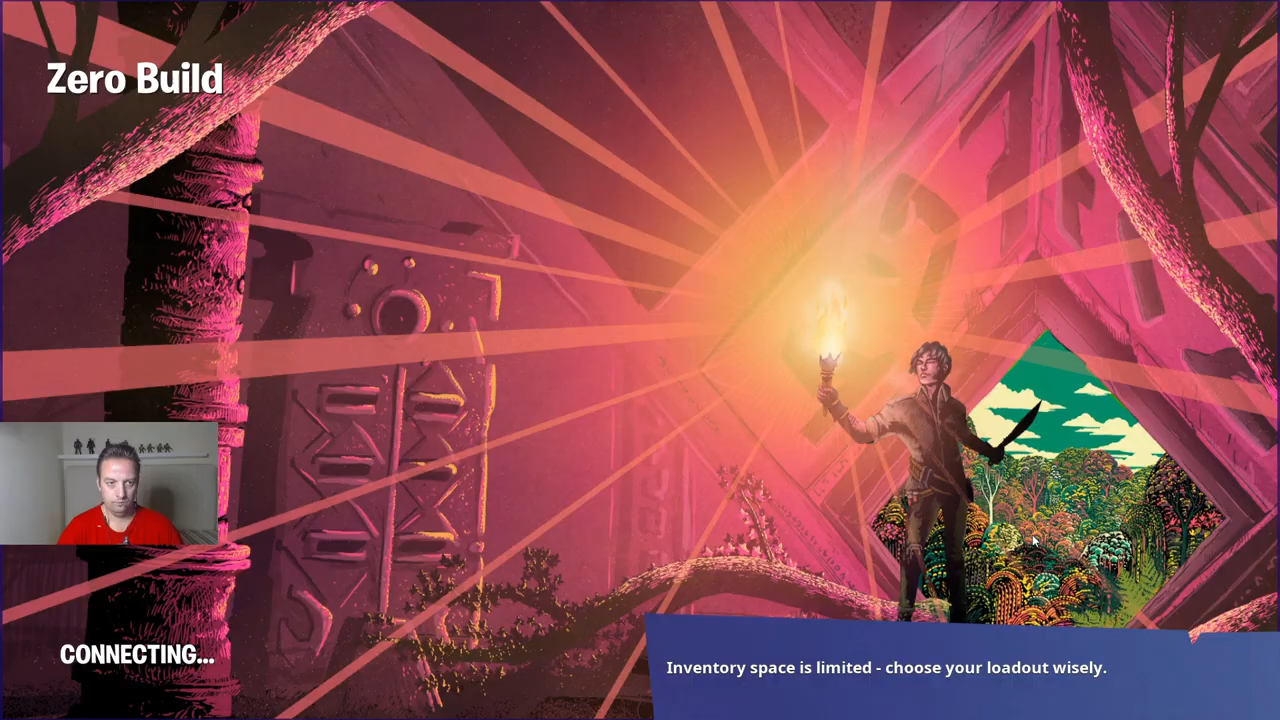 Zero Build
CONNECTING...
Inventory space is limited - choose your loadout wisely.